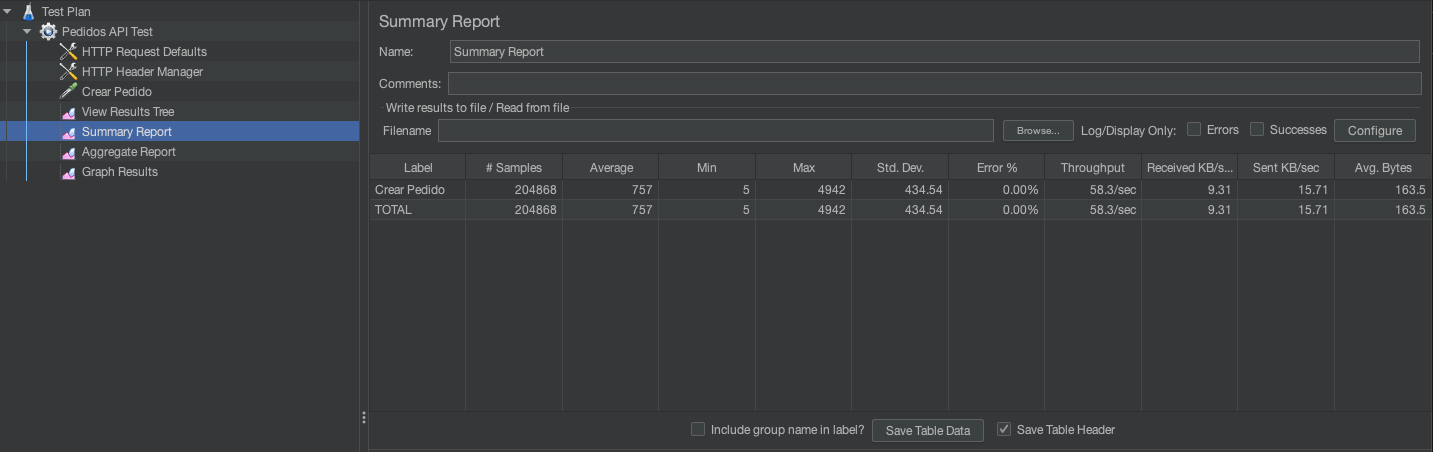 Test Plan
Pedidos API Test
HTTP Request Defaults
HTTP Header Manager
Crear Pedido
View Results Tree
Summary Report
Aggregate Report
Graph Results
Summary Report
Name: Summary Report
Comments:
Write results to file / Read from file
Filename Browse... Log/Display Only: Errors Successes Configure
Label # Samples Average Min Max Std. Dev. Error % Throughput Received KB/s... Sent KB/sec Avg. Bytes
Crear Pedido 204868 757 5 4942 434.54 0.00% 58.3/sec 9.31 15.71 163.5
TOTAL 204868 757 5 4942 434.54 0.00% 58.3/sec 9.31 15.71 163.5
Include group name in label? Save Table Data Save Table Header